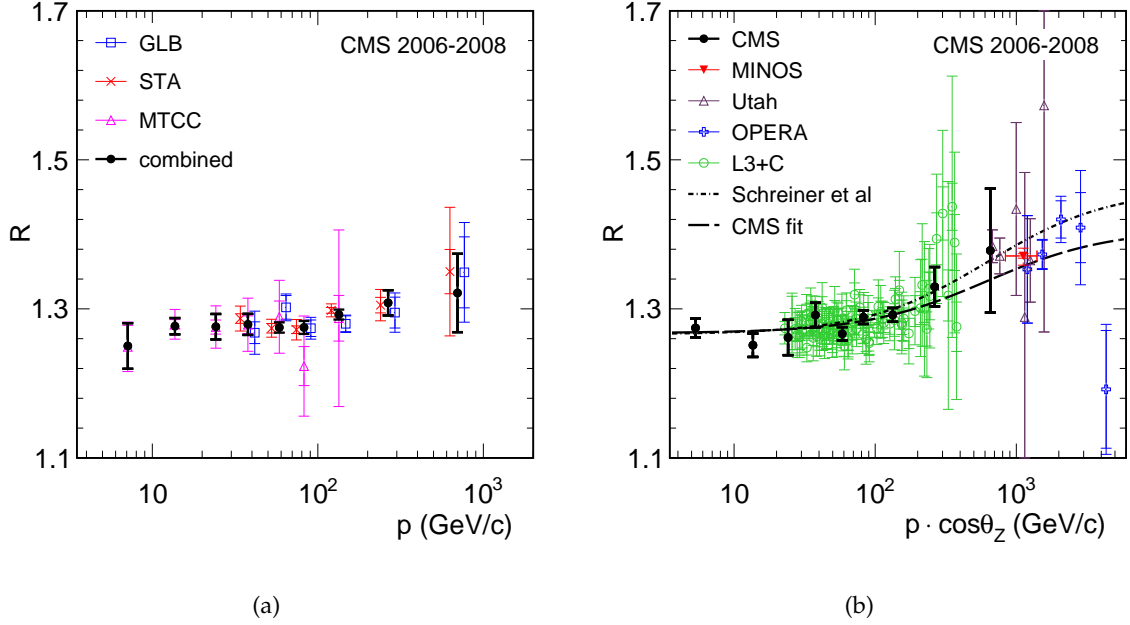 CMS 2006-2008
GLB
STA
MTCC
combined
R
1.7
1.5
1.3
1.1
10
10²
10³
p (GeV/c)
(a)
CMS 2006-2008
CMS
MINOS
Utah
OPERA
L3+C
Schreiner et al
CMS fit
R
1.7
1.5
1.3
1.1
10
10²
10³
p · cosθ_Z (GeV/c)
(b)